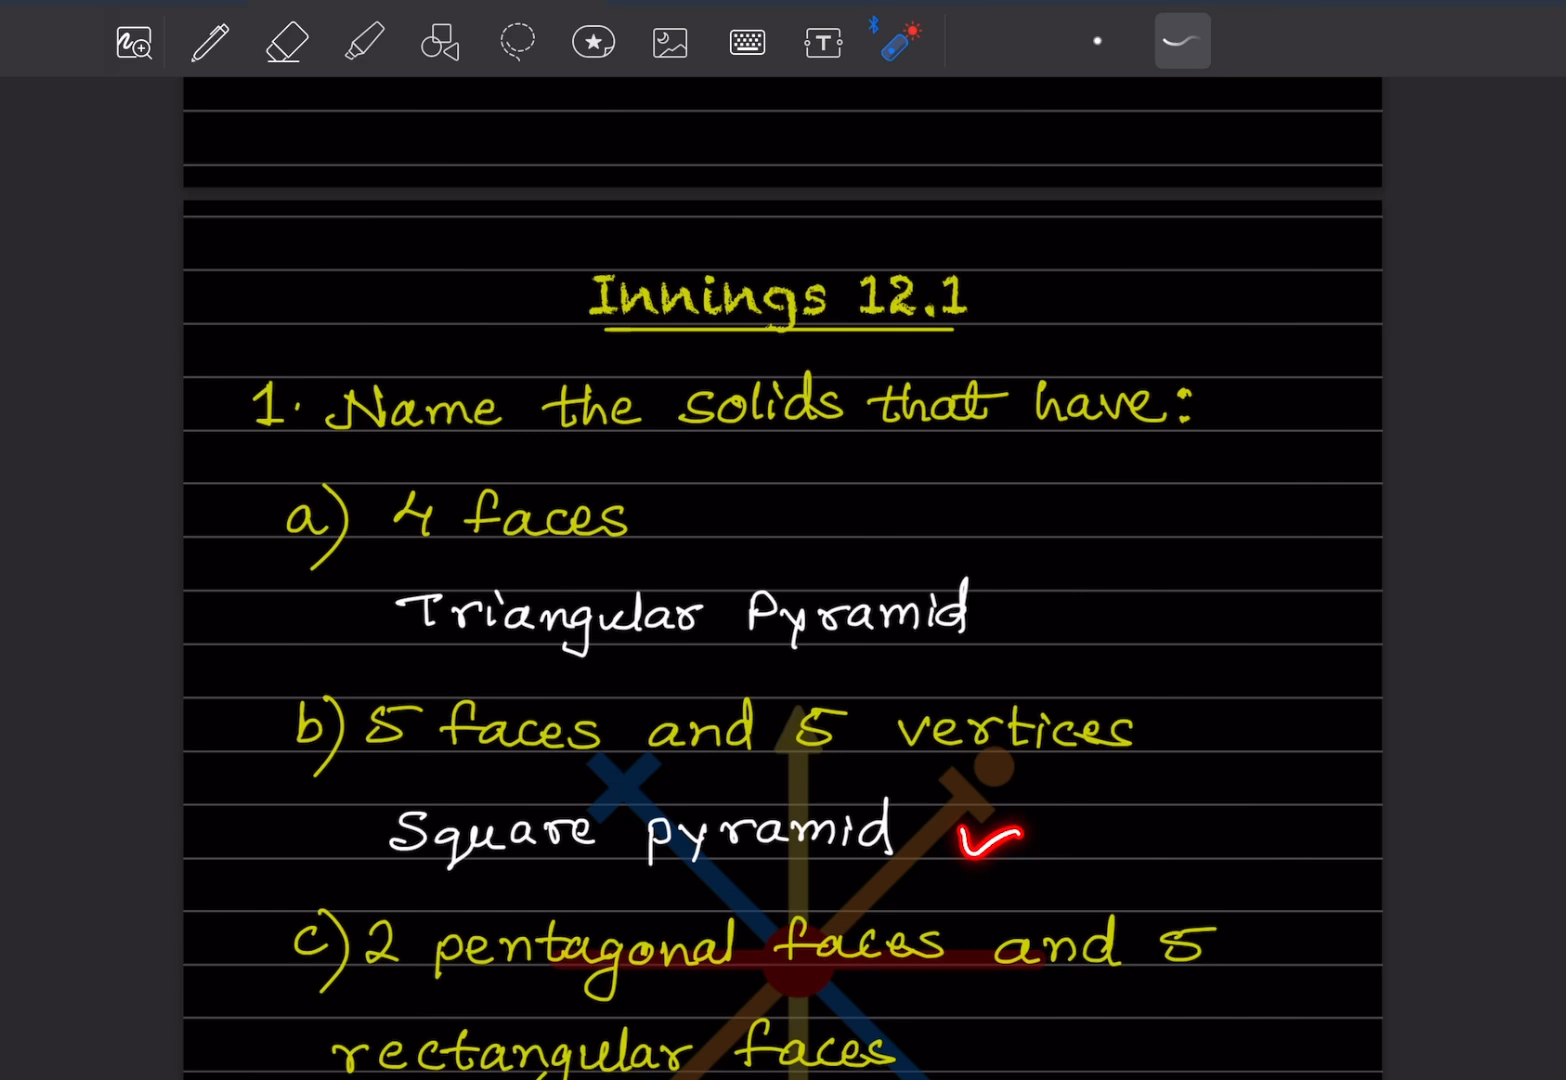 Innings 12.1
1. Name the solids that have:
a) 4 faces
Triangular Pyramid
b) 5 faces and 5 vertices
Square pyramid
c) 2 pentagonal faces and 5
rectangular faces